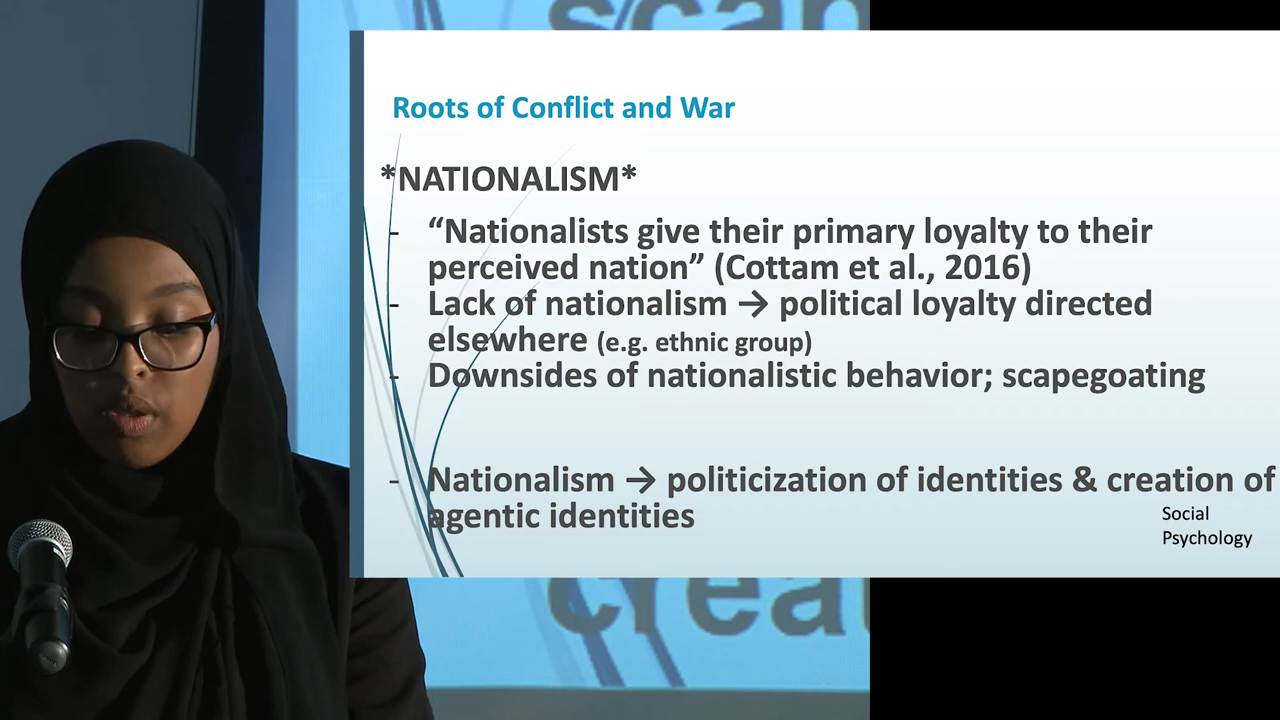 scap
Roots of Conflict and War
*NATIONALISM*
- “Nationalists give their primary loyalty to their
perceived nation” (Cottam et al., 2016)
- Lack of nationalism → political loyalty directed
elsewhere (e.g. ethnic group)
- Downsides of nationalistic behavior; scapegoating
- Nationalism → politicization of identities & creation of
agentic identities
Social
Psychology
crea